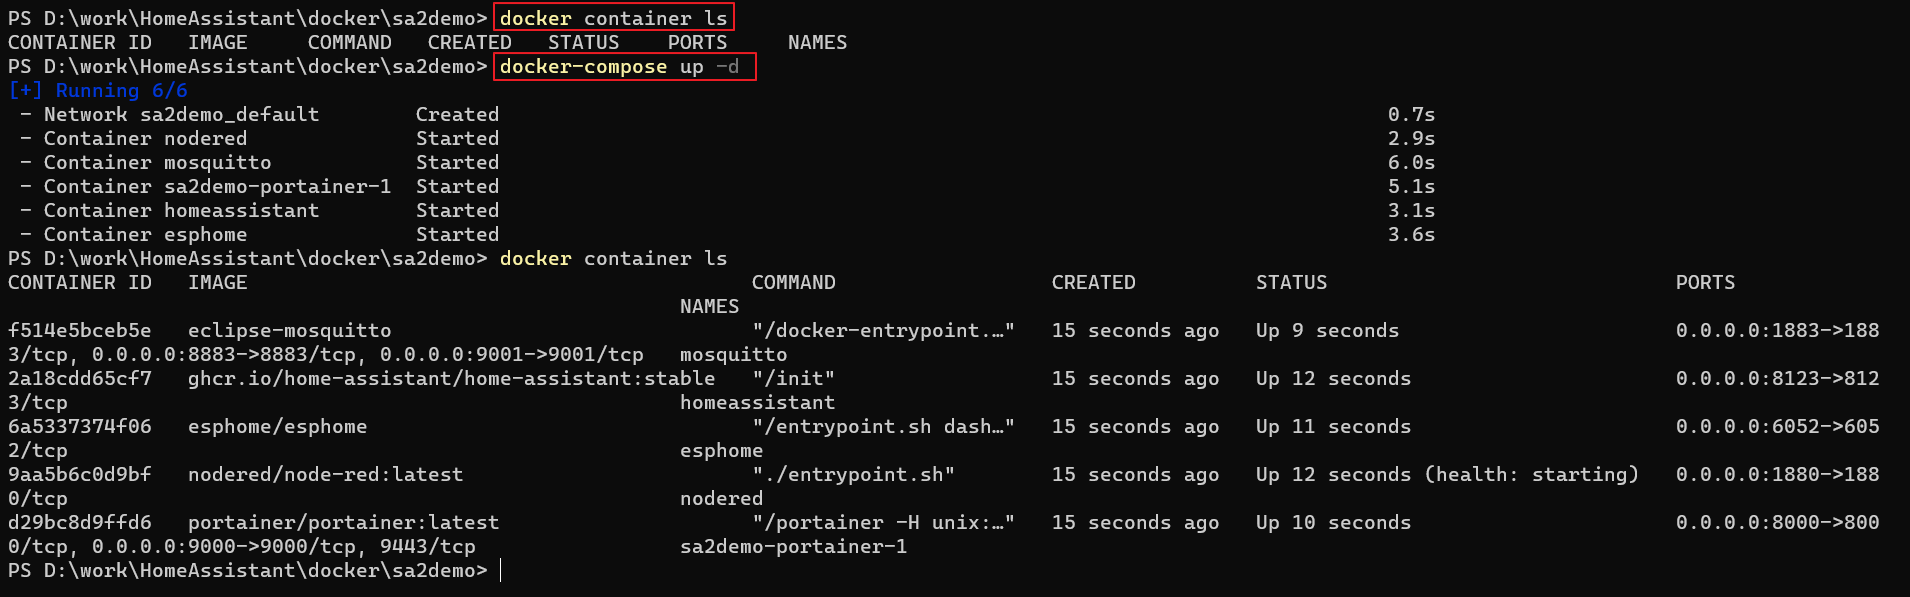 PS D:\work\HomeAssistant\docker\sa2demo> docker container ls
CONTAINER ID   IMAGE     COMMAND   CREATED   STATUS    PORTS     NAMES
PS D:\work\HomeAssistant\docker\sa2demo> docker-compose up -d
[+] Running 6/6
 - Network sa2demo_default        Created                                                                          0.7s
 - Container nodered              Started                                                                          2.9s
 - Container mosquitto            Started                                                                          6.0s
 - Container sa2demo-portainer-1  Started                                                                          5.1s
 - Container homeassistant        Started                                                                          3.1s
 - Container esphome              Started                                                                          3.6s
PS D:\work\HomeAssistant\docker\sa2demo> docker container ls
CONTAINER ID   IMAGE                                          COMMAND                  CREATED          STATUS                             PORTS
                                                        NAMES
f514e5bceb5e   eclipse-mosquitto                              "/docker-entrypoint.…"   15 seconds ago   Up 9 seconds                       0.0.0.0:1883->188
3/tcp, 0.0.0.0:8883->8883/tcp, 0.0.0.0:9001->9001/tcp   mosquitto
2a18cdd65cf7   ghcr.io/home-assistant/home-assistant:stable   "/init"                  15 seconds ago   Up 12 seconds                      0.0.0.0:8123->812
3/tcp                                                   homeassistant
6a5337374f06   esphome/esphome                                "/entrypoint.sh dash…"   15 seconds ago   Up 11 seconds                      0.0.0.0:6052->605
2/tcp                                                   esphome
9aa5b6c0d9bf   nodered/node-red:latest                        "./entrypoint.sh"        15 seconds ago   Up 12 seconds (health: starting)   0.0.0.0:1880->188
0/tcp                                                   nodered
d29bc8d9ffd6   portainer/portainer:latest                     "/portainer -H unix:…"   15 seconds ago   Up 10 seconds                      0.0.0.0:8000->800
0/tcp, 0.0.0.0:9000->9000/tcp, 9443/tcp                 sa2demo-portainer-1
PS D:\work\HomeAssistant\docker\sa2demo>